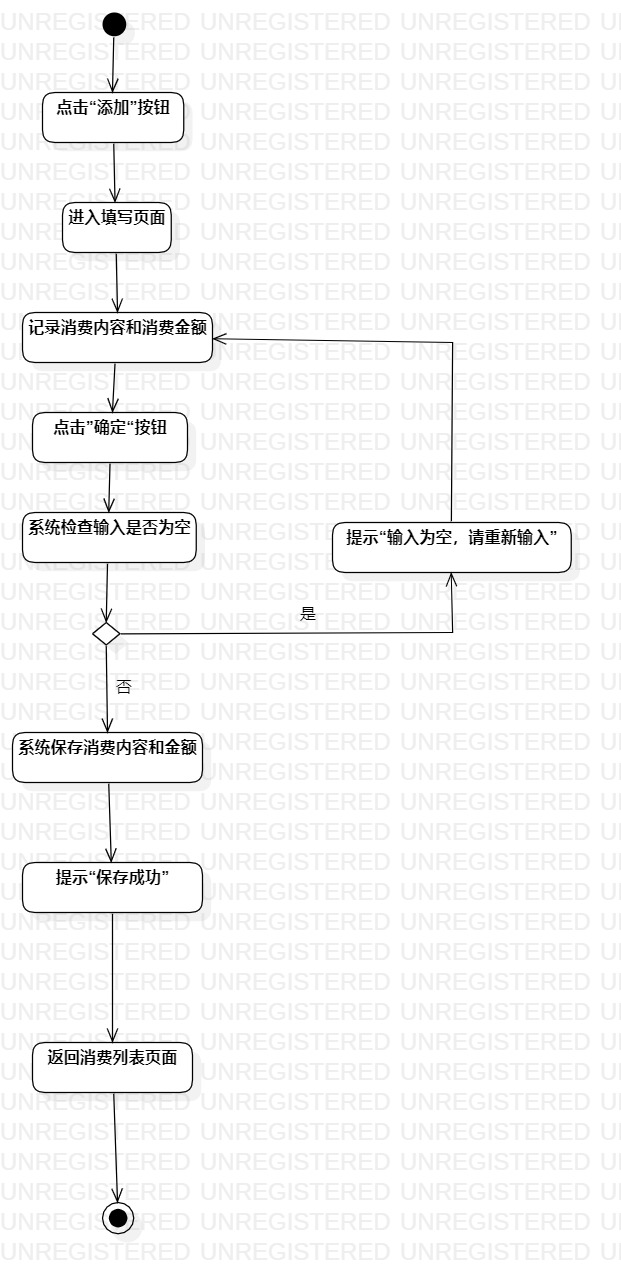 点击“添加”按钮
进入填写页面
记录消费内容和消费金额
点击”确定“按钮
系统检查输入是否为空
提示“输入为空，请重新输入”
是
否
系统保存消费内容和金额
提示“保存成功”
返回消费列表页面